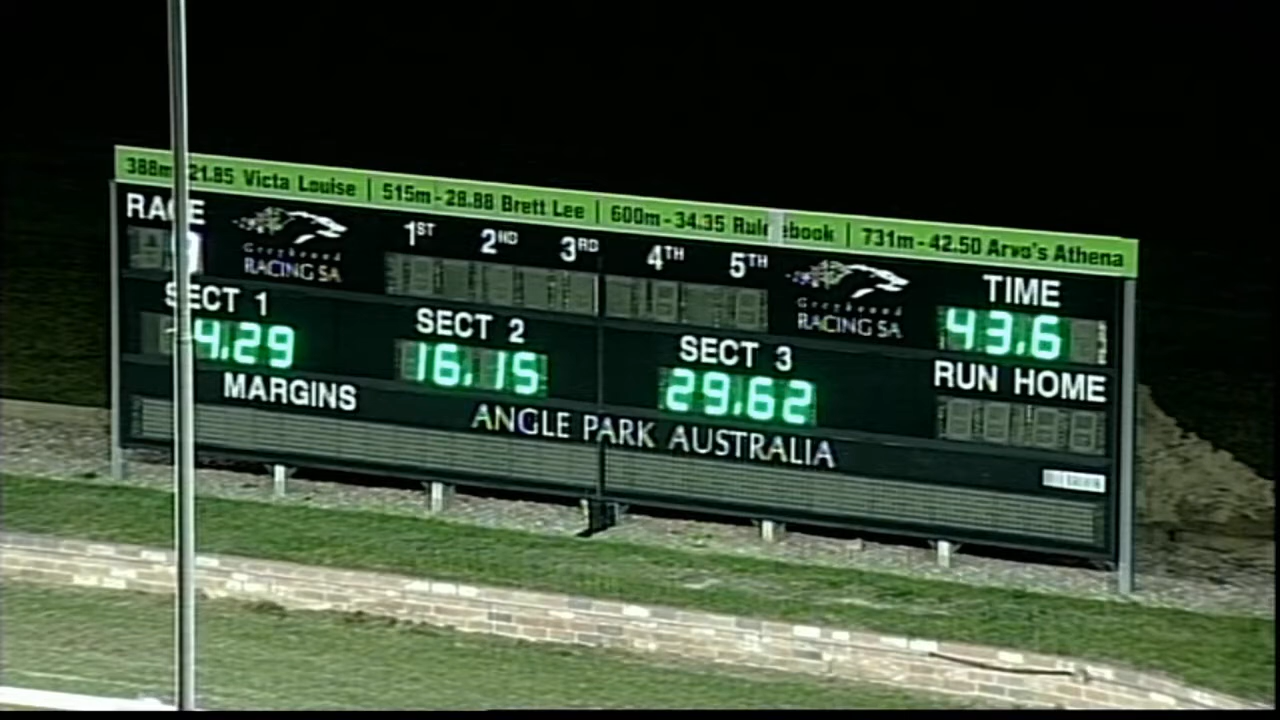 388m 21.85 Victa Louise | 515m - 28.88 Brett Lee | 600m - 34.35 Rulebook | 731m - 42.50 Arvo's Athena
RACE
Greyhound
RACING SA
1ST 2ND 3RD 4TH 5TH
Greyhound
RACING SA
TIME
43.6
SECT 1
4.29
SECT 2
16.15
SECT 3
29.62
RUN HOME
MARGINS
ANGLE PARK AUSTRALIA